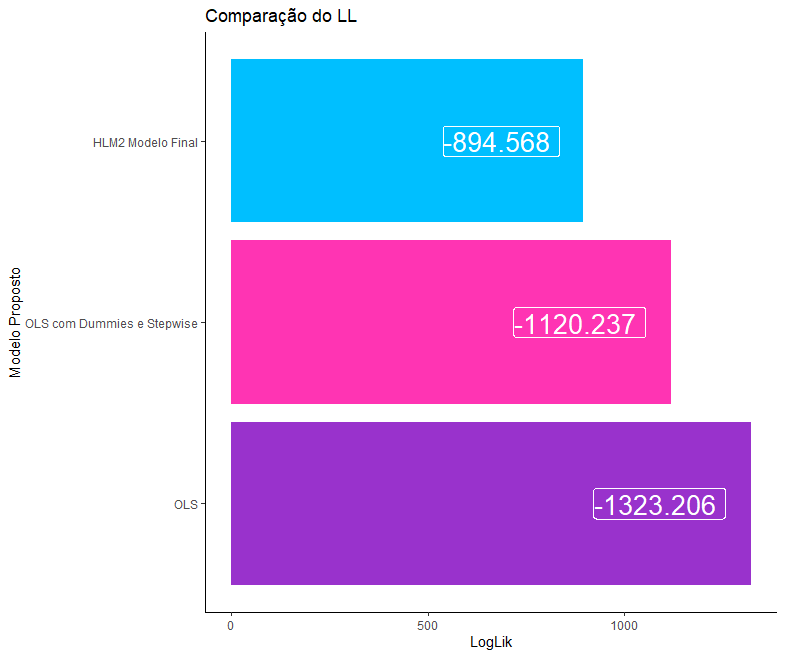 Comparação do LL
HLM2 Modelo Final
-894.568
OLS com Dummies e Stepwise
-1120.237
OLS
-1323.206
Modelo Proposto
0
500
1000
LogLik